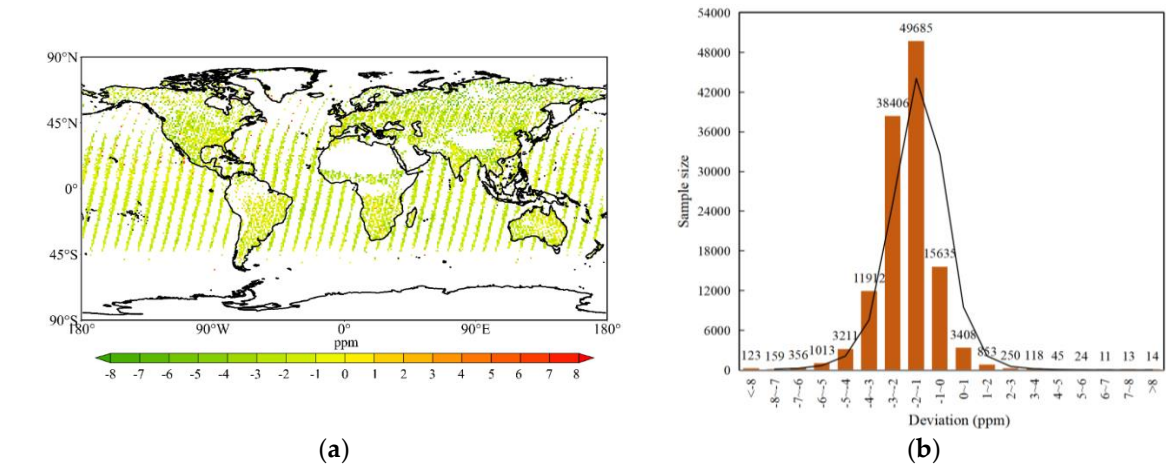 90°N
45°N
0°
45°S
90°S
180° 90°W 0° 90°E 180°
ppm
-8 -7 -6 -5 -4 -3 -2 -1 0 1 2 3 4 5 6 7 8
(a)
54000
48000
42000
36000
30000
24000
18000
12000
6000
0
Sample size
123 159 356 1013 3211 11912 38406 49685 15635 3408 853 250 118 45 24 11 13 14
<-8 -8~-7 -7~-6 -6~-5 -5~-4 -4~-3 -3~-2 -2~-1 -1~0 0~1 1~2 2~3 3~4 4~5 5~6 6~7 7~8 >8
Deviation (ppm)
(b)